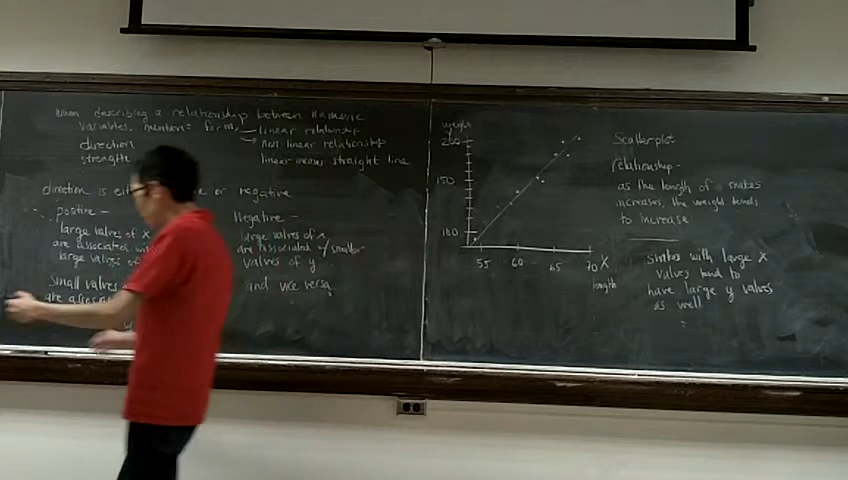 when describing a relationship between numeric
variables, mention: form, linear relationship
direction non linear relationship
strength linear means straight line
direction is or negative
positive - Negative -
large values of x large values of x
are associated are associated w/ smaller
large values of values of y
small values and vice versa
are
weight
y
200
150
100
55 60 65 70 X
length
Scatterplot
relationship -
as the length of snakes
increases, the weight tends
to increase
Snakes with large x
values tend to
have large y values
as well